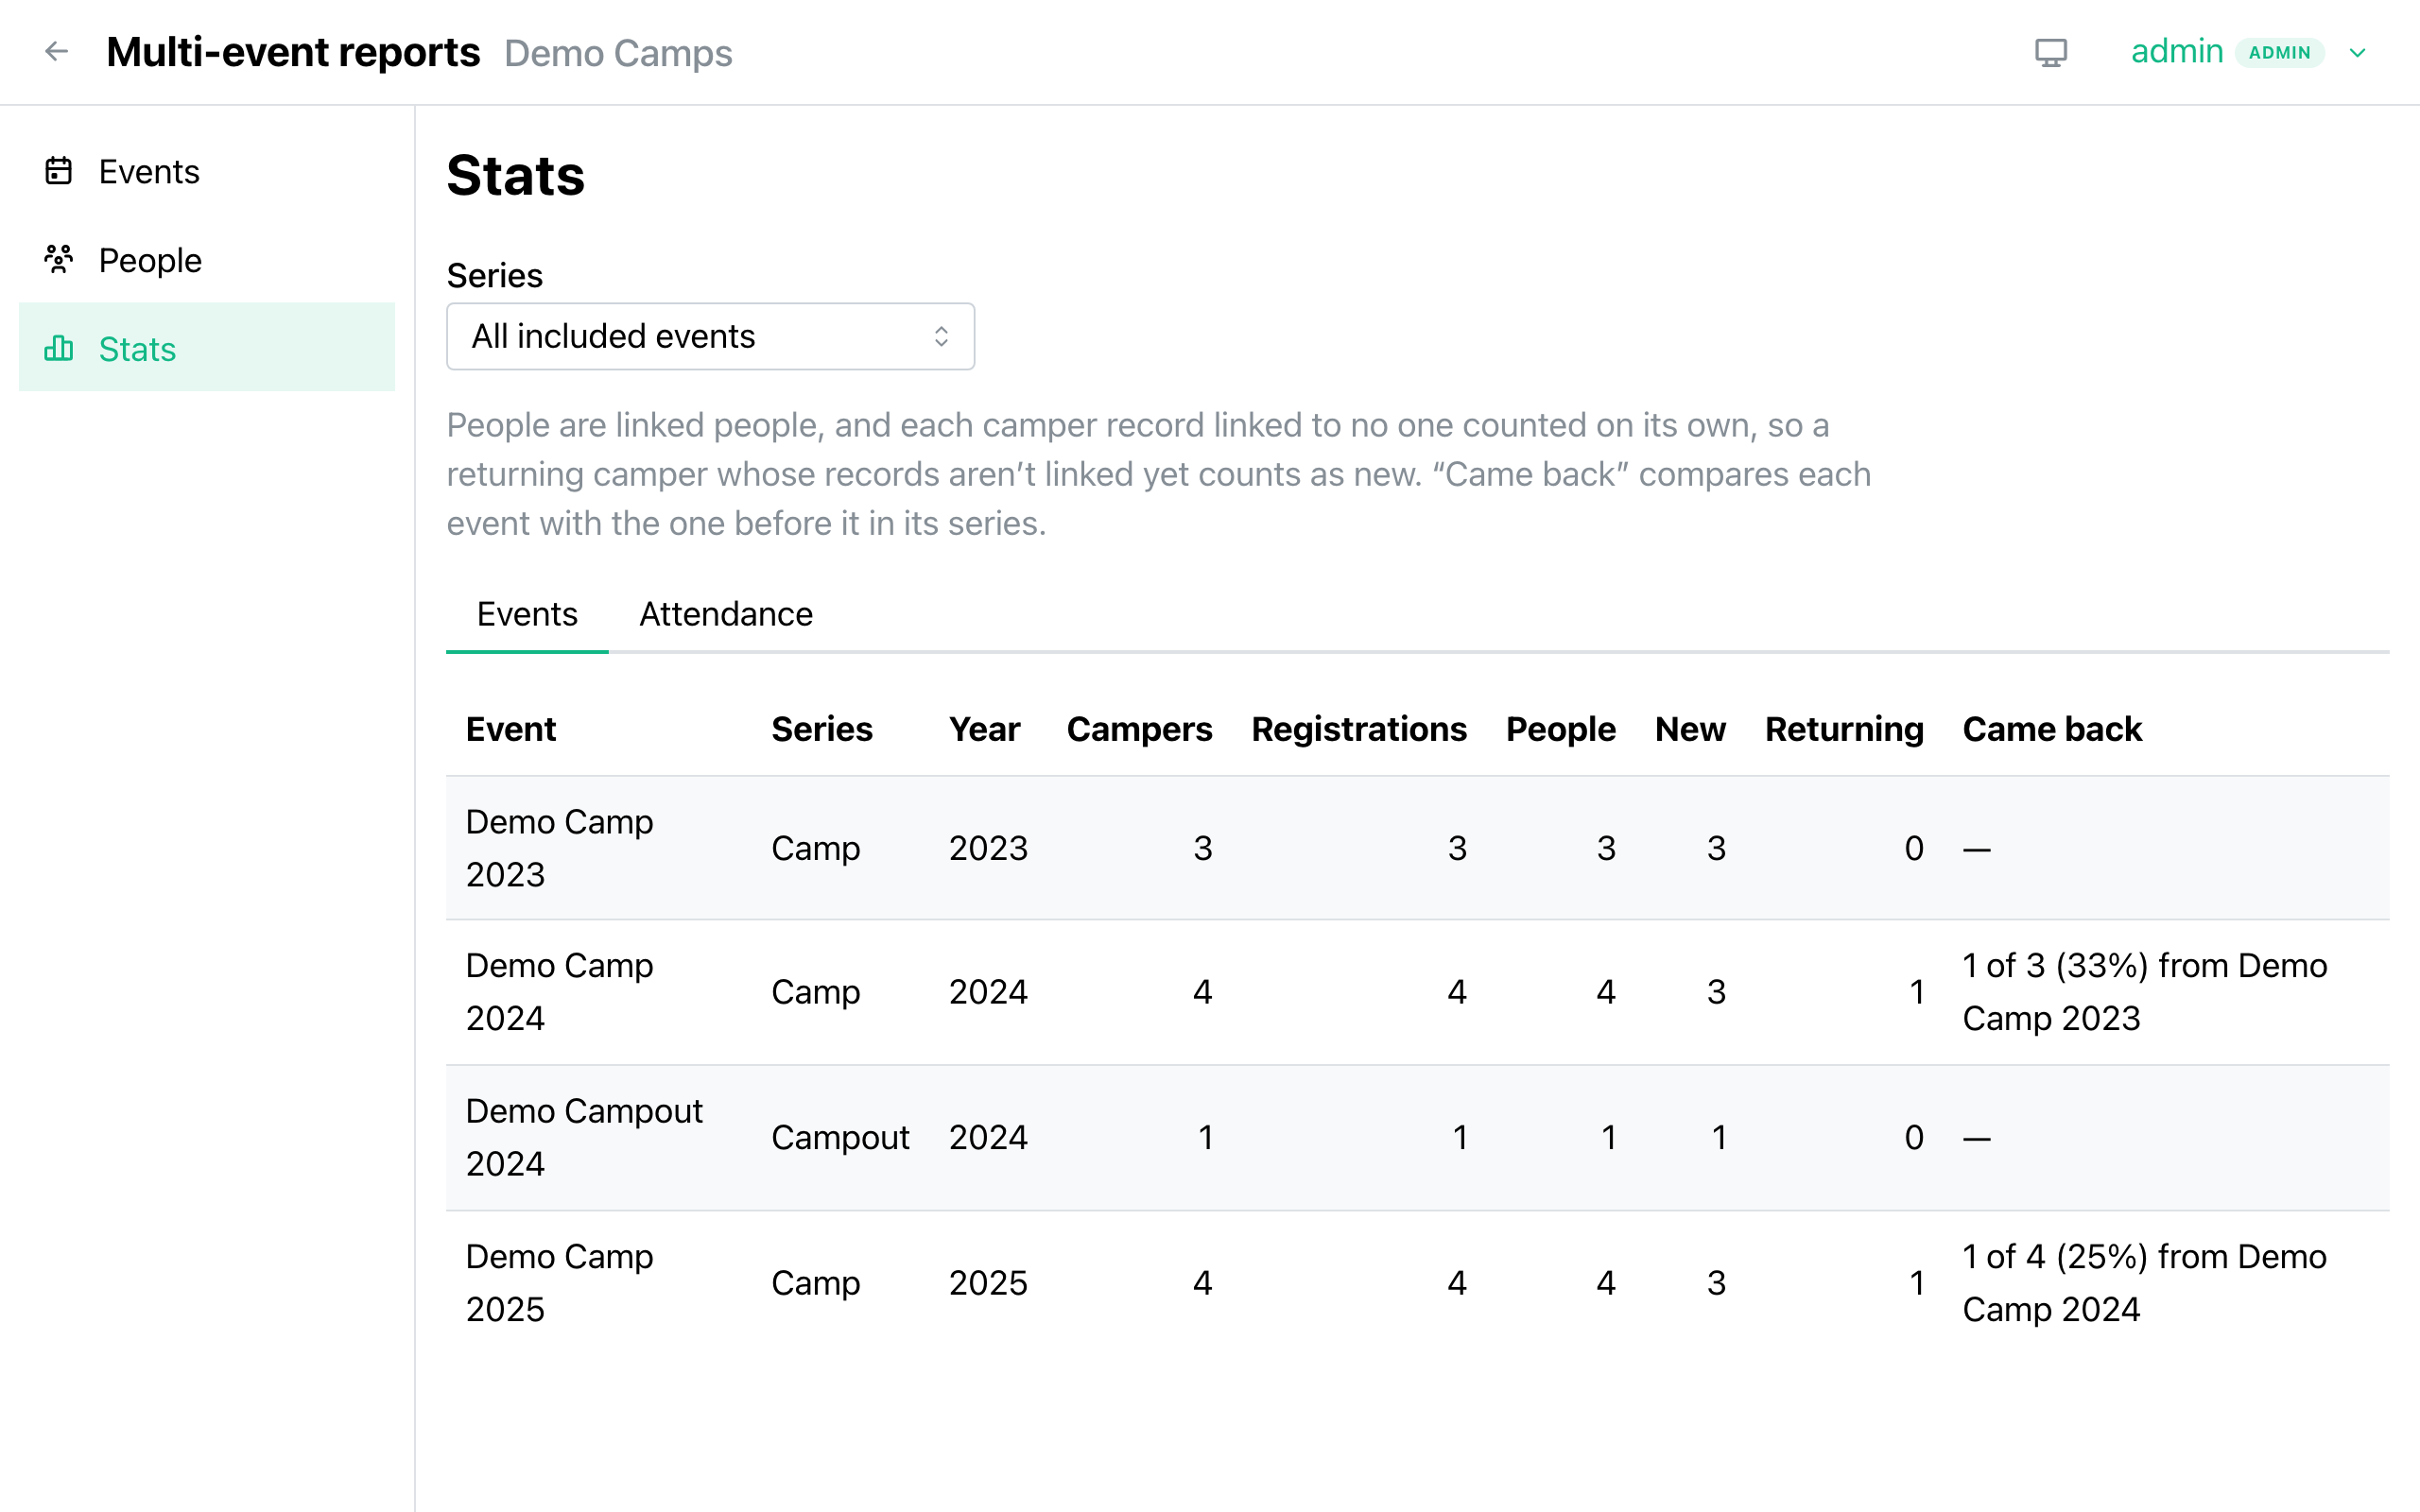 Multi-event reports Demo Camps
admin ADMIN
Events
People
Stats
Stats
Series
All included events
People are linked people, and each camper record linked to no one counted on its own, so a
returning camper whose records aren’t linked yet counts as new. “Came back” compares each
event with the one before it in its series.
Events Attendance
Event Series Year Campers Registrations People New Returning Came back
Demo Camp
2023
Camp 2023 3 3 3 3 0 —
Demo Camp
2024
Camp 2024 4 4 4 3 1
1 of 3 (33%) from Demo
Camp 2023
Demo Campout
2024
Campout 2024 1 1 1 1 0 —
Demo Camp
2025
Camp 2025 4 4 4 3 1
1 of 4 (25%) from Demo
Camp 2024